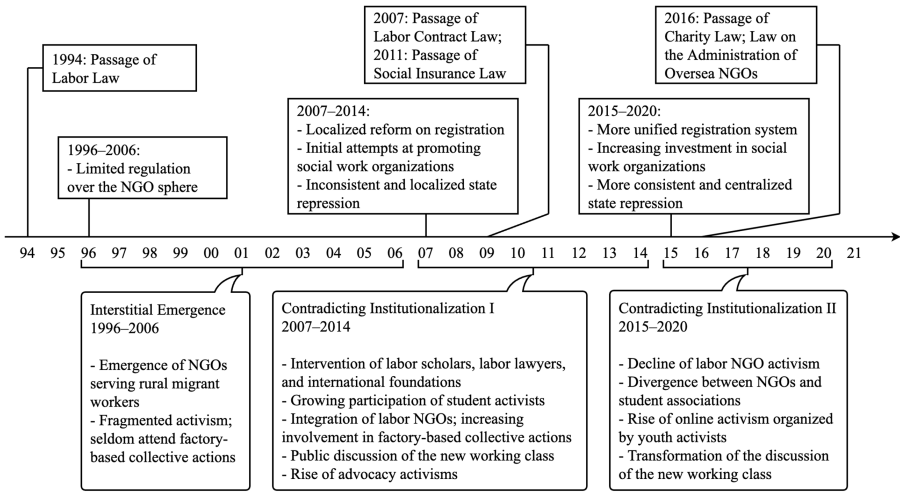 1994: Passage of
Labor Law
2007: Passage of
Labor Contract Law;
2011: Passage of
Social Insurance Law
2016: Passage of
Charity Law; Law on
the Administration of
Oversea NGOs
1996–2006:
- Limited regulation
over the NGO sphere
2007–2014:
- Localized reform on registration
- Initial attempts at promoting
social work organizations
- Inconsistent and localized state
repression
2015–2020:
- More unified registration system
- Increasing investment in social
work organizations
- More consistent and centralized
state repression
94 95 96 97 98 99 00 01 02 03 04 05 06 07 08 09 10 11 12 13 14 15 16 17 18 19 20 21
Interstitial Emergence
1996–2006
- Emergence of NGOs
serving rural migrant
workers
- Fragmented activism;
seldom attend factory-
based collective actions
Contradicting Institutionalization I
2007–2014
- Intervention of labor scholars, labor lawyers,
and international foundations
- Growing participation of student activists
- Integration of labor NGOs; increasing
involvement in factory-based collective actions
- Public discussion of the new working class
- Rise of advocacy activisms
Contradicting Institutionalization II
2015–2020
- Decline of labor NGO activism
- Divergence between NGOs and
student associations
- Rise of online activism organized
by youth activists
- Transformation of the discussion
of the new working class